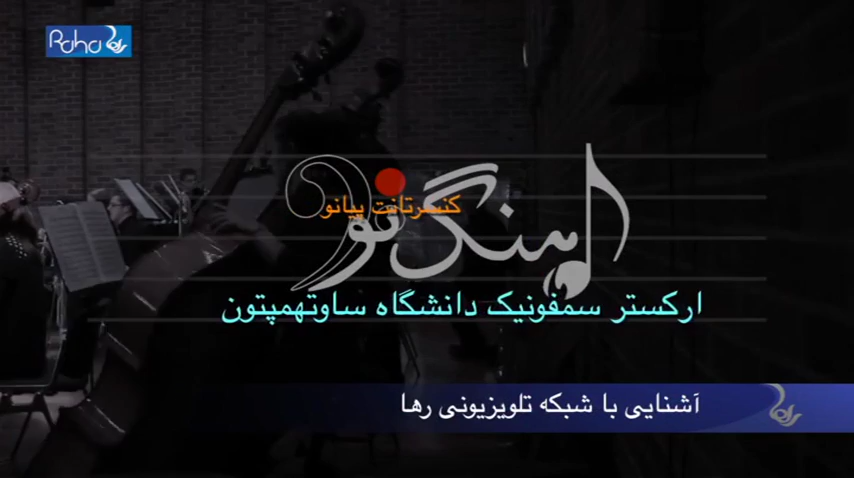 Raha
آهنگ نو
کنسرتانت پیانو
ارکستر سمفونیک دانشگاه ساوتهمپتون
آشنایی با شبکه تلویزیونی رها